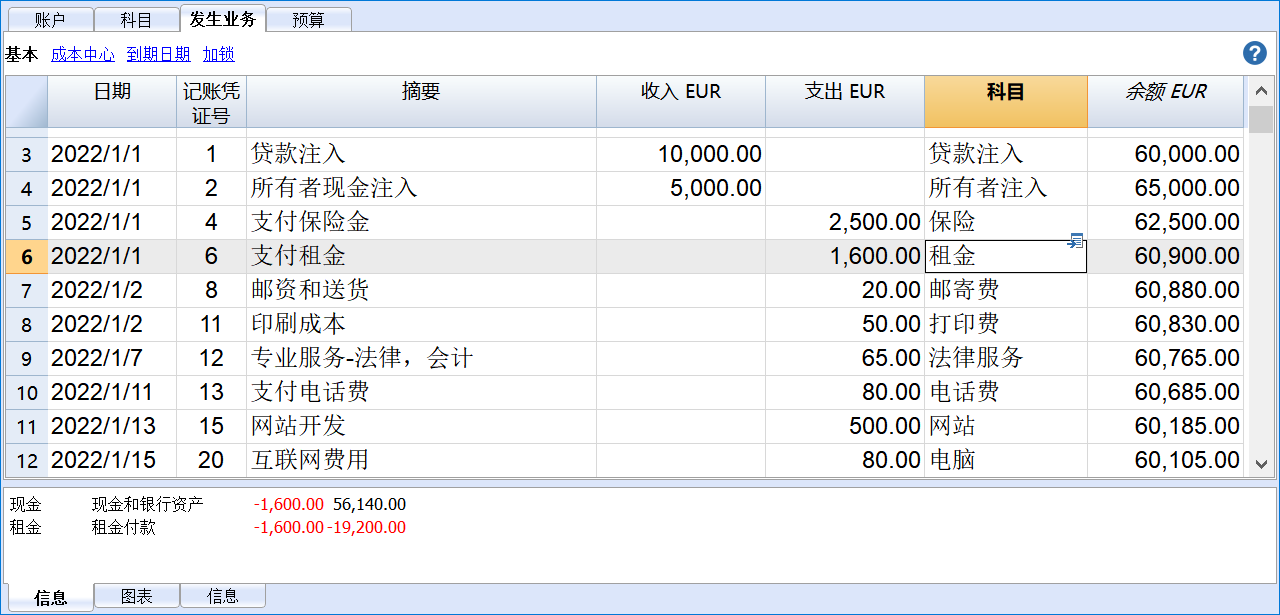 账户 科目 发生业务 预算
基本 成本中心 到期日期 加锁 ?
日期 记账凭证号 摘要 收入 EUR 支出 EUR 科目 余额 EUR
3 2022/1/1 1 贷款注入 10,000.00 贷款注入 60,000.00
4 2022/1/1 2 所有者现金注入 5,000.00 所有者注入 65,000.00
5 2022/1/1 4 支付保险金 2,500.00 保险 62,500.00
6 2022/1/1 6 支付租金 1,600.00 租金 60,900.00
7 2022/1/2 8 邮资和送货 20.00 邮寄费 60,880.00
8 2022/1/2 11 印刷成本 50.00 打印费 60,830.00
9 2022/1/7 12 专业服务-法律，会计 65.00 法律服务 60,765.00
10 2022/1/11 13 支付电话费 80.00 电话费 60,685.00
11 2022/1/13 15 网站开发 500.00 网站 60,185.00
12 2022/1/15 20 互联网费用 80.00 电脑 60,105.00
现金 现金和银行资产 -1,600.00 56,140.00
租金 租金付款 -1,600.00 -19,200.00
信息 图表 信息